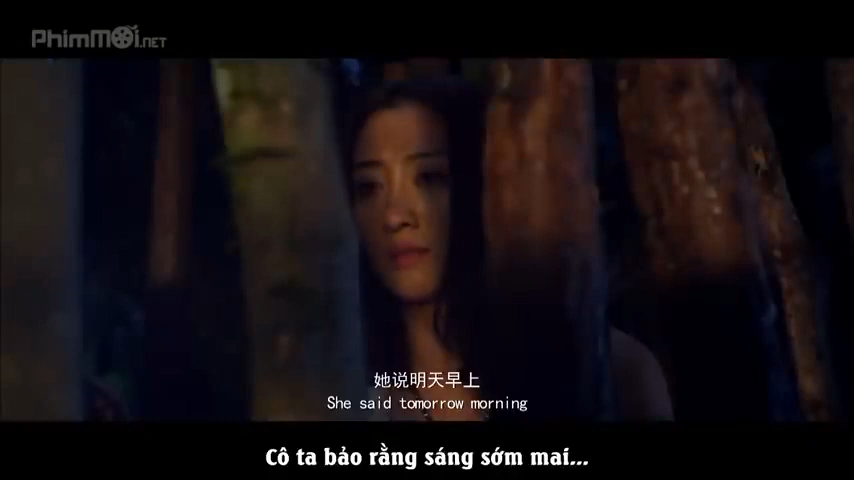 PhimMoi.NET
她说明天早上
She said tomorrow morning
Cô ta bảo rằng sáng sớm mai...